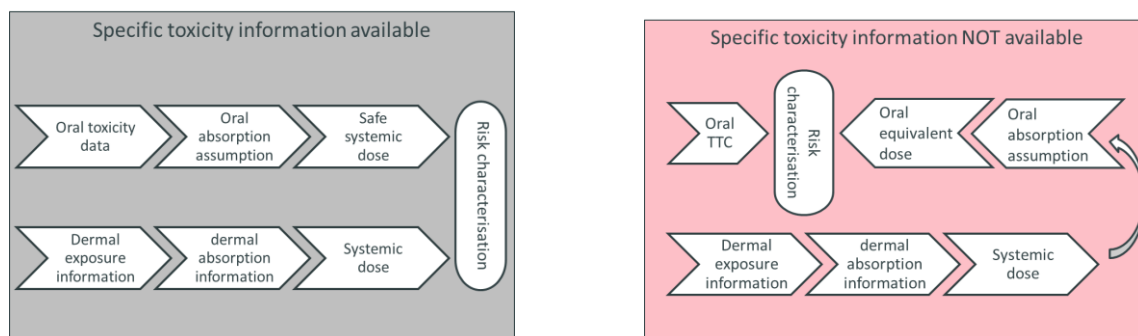 Specific toxicity information available
Oral toxicity
data
Oral
absorption
assumption
Safe
systemic
dose
Risk characterisation
Dermal
exposure
information
dermal
absorption
information
Systemic
dose
Specific toxicity information NOT available
Oral
TTC
Risk
characterisation
Oral
equivalent
dose
Oral
absorption
assumption
Dermal
exposure
information
dermal
absorption
information
Systemic
dose